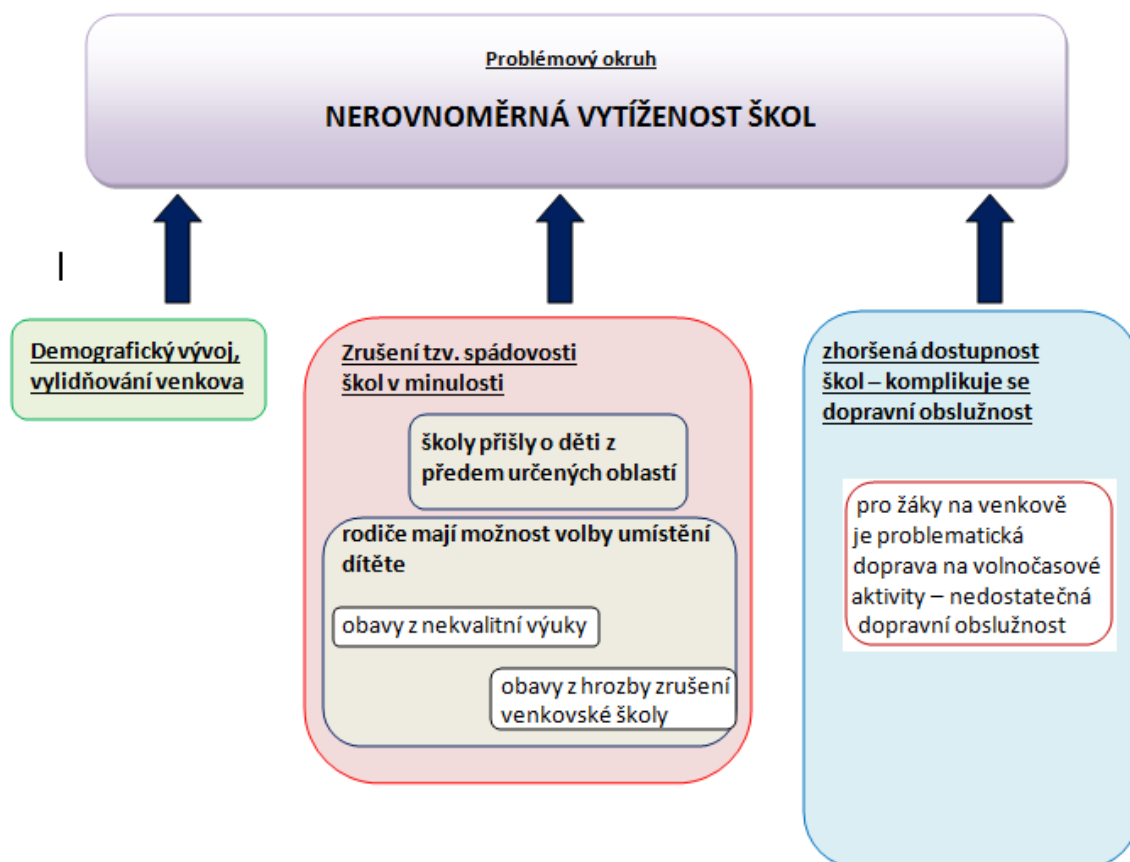 Problémový okruh
NEROVNOMĚRNÁ VYTÍŽENOST ŠKOL
Demografický vývoj,
vylidňování venkova
Zrušení tzv. spádovosti
škol v minulosti
školy přišly o děti z
předem určených oblastí
rodiče mají možnost volby umístění
dítěte
obavy z nekvalitní výuky
obavy z hrozby zrušení
venkovské školy
zhoršená dostupnost
škol – komplikuje se
dopravní obslužnost
pro žáky na venkově
je problematická
doprava na volnočasové
aktivity – nedostatečná
dopravní obslužnost